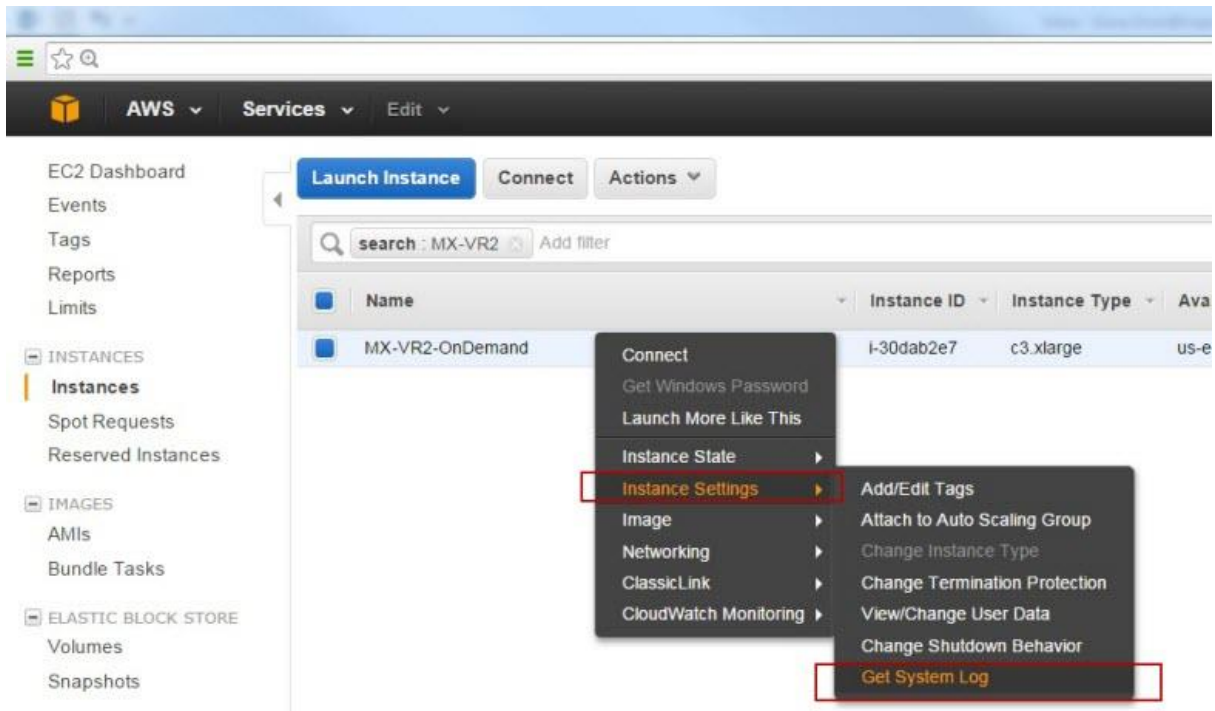 AWS Services Edit
EC2 Dashboard
Events
Tags
Reports
Limits
INSTANCES
Instances
Spot Requests
Reserved Instances
IMAGES
AMIs
Bundle Tasks
ELASTIC BLOCK STORE
Volumes
Snapshots
Launch Instance Connect Actions
search : MX-VR2 Add filter
Name Instance ID Instance Type Ava
MX-VR2-OnDemand i-30dab2e7 c3.xlarge us-e
Connect
Get Windows Password
Launch More Like This
Instance State
Instance Settings
Image
Networking
ClassicLink
CloudWatch Monitoring
Add/Edit Tags
Attach to Auto Scaling Group
Change Instance Type
Change Termination Protection
View/Change User Data
Change Shutdown Behavior
Get System Log